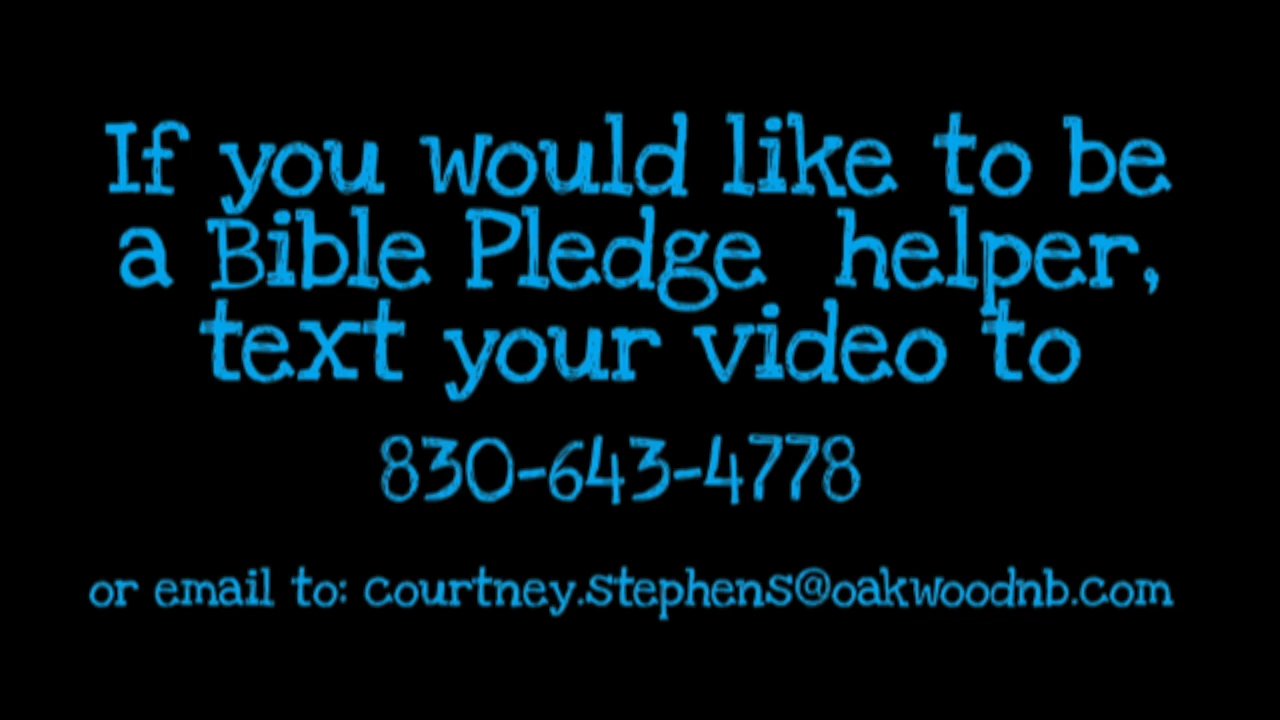 If you would like to be
a Bible Pledge helper,
text your video to
830-643-4778
or email to: courtney.stephens@oakwoodnb.com